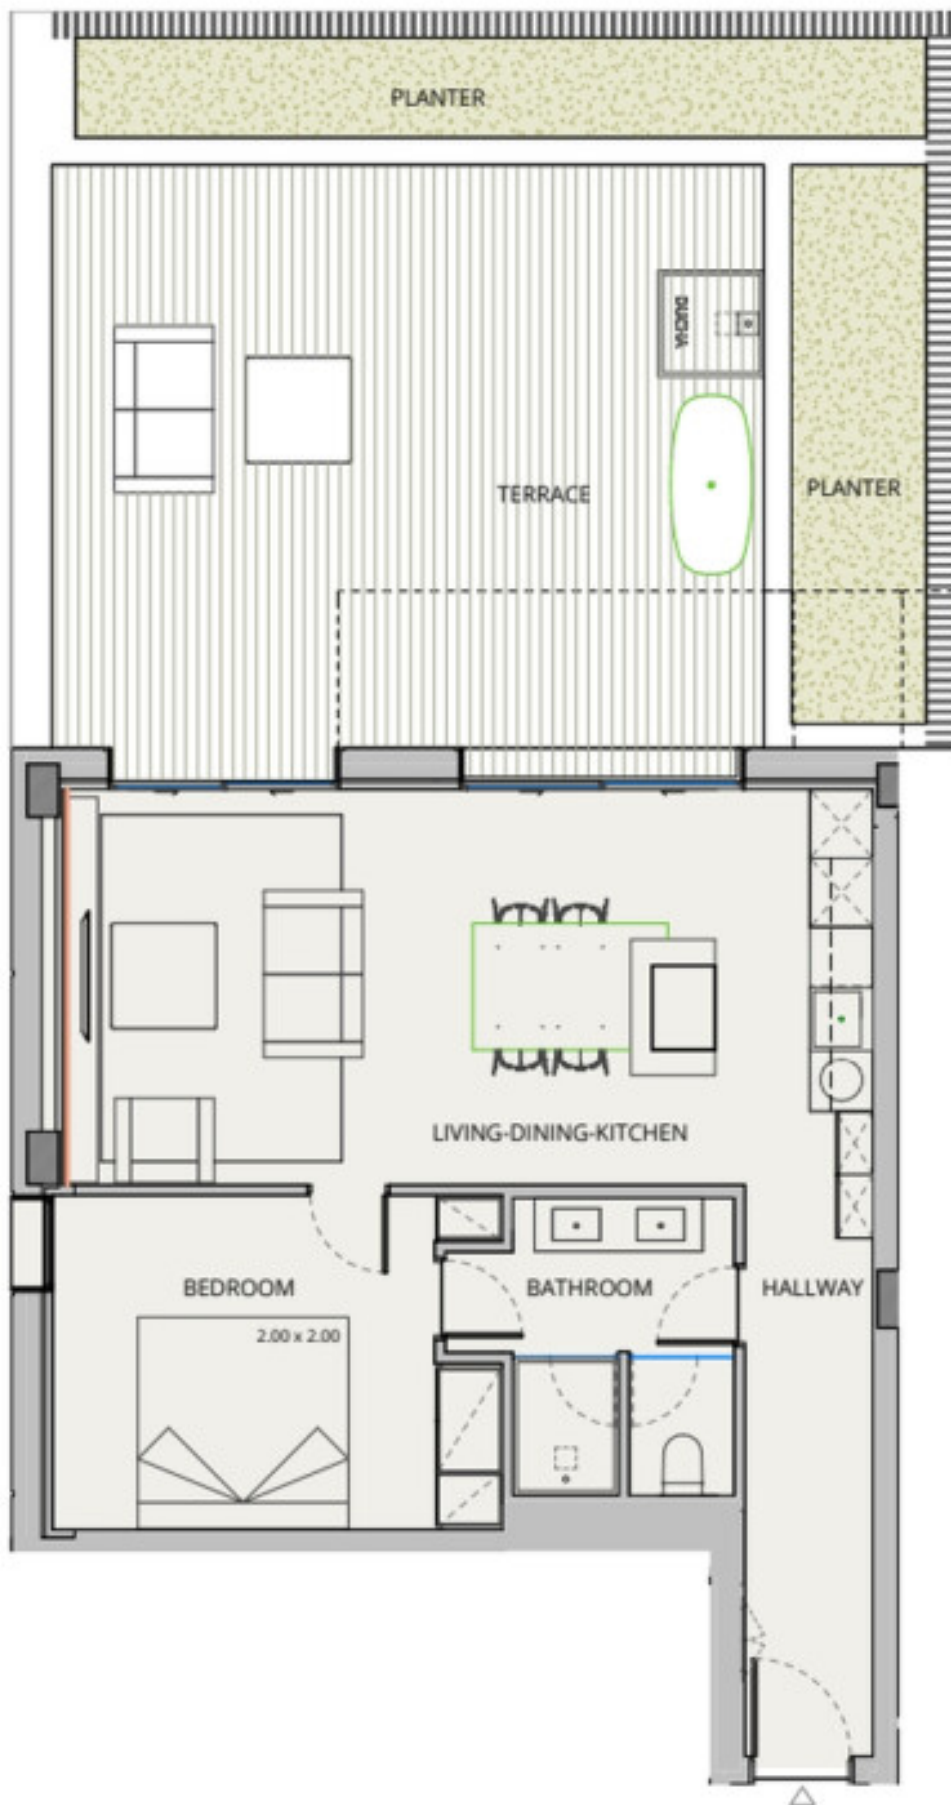 PLANTER
DUCHA
TERRACE
PLANTER
LIVING-DINING-KITCHEN
BEDROOM
BATHROOM
HALLWAY
2.00 x 2.00